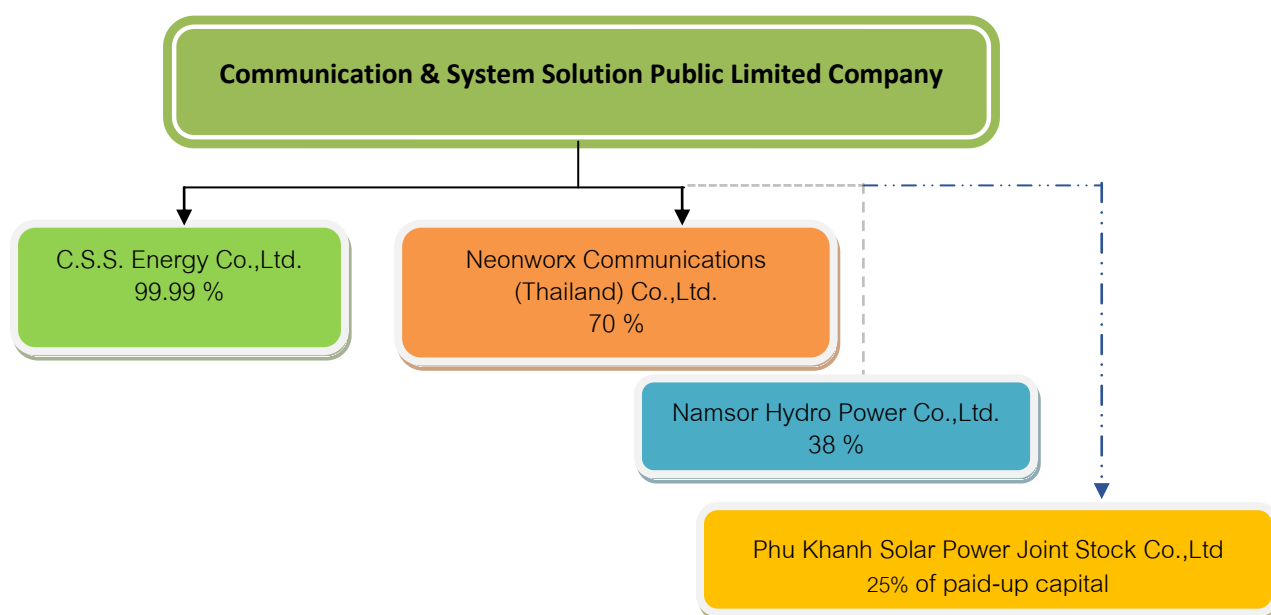 Communication & System Solution Public Limited Company
C.S.S. Energy Co.,Ltd.
99.99 %
Neonworx Communications
(Thailand) Co.,Ltd.
70 %
Namsor Hydro Power Co.,Ltd.
38 %
Phu Khanh Solar Power Joint Stock Co.,Ltd
25% of paid-up capital